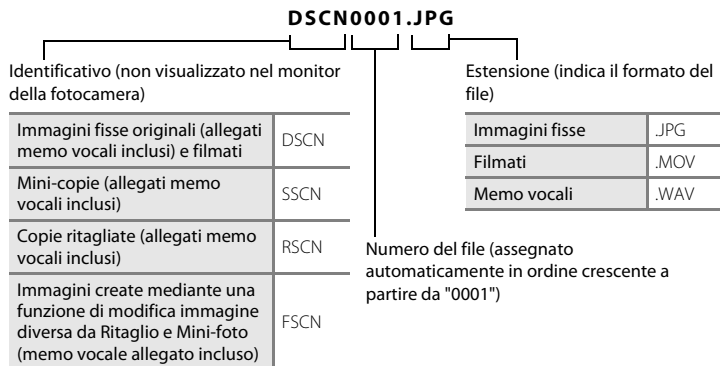 DSCN0001.JPG
Identificativo (non visualizzato nel monitor
della fotocamera)
Immagini fisse originali (allegati
memo vocali inclusi) e filmati
DSCN
Mini-copie (allegati memo
vocali inclusi)
SSCN
Copie ritagliate (allegati memo
vocali inclusi)
RSCN
Immagini create mediante una
funzione di modifica immagine
diversa da Ritaglio e Mini-foto
(memo vocale allegato incluso)
FSCN
Estensione (indica il formato del
file)
Immagini fisse .JPG
Filmati .MOV
Memo vocali .WAV
Numero del file (assegnato
automaticamente in ordine crescente a
partire da "0001")